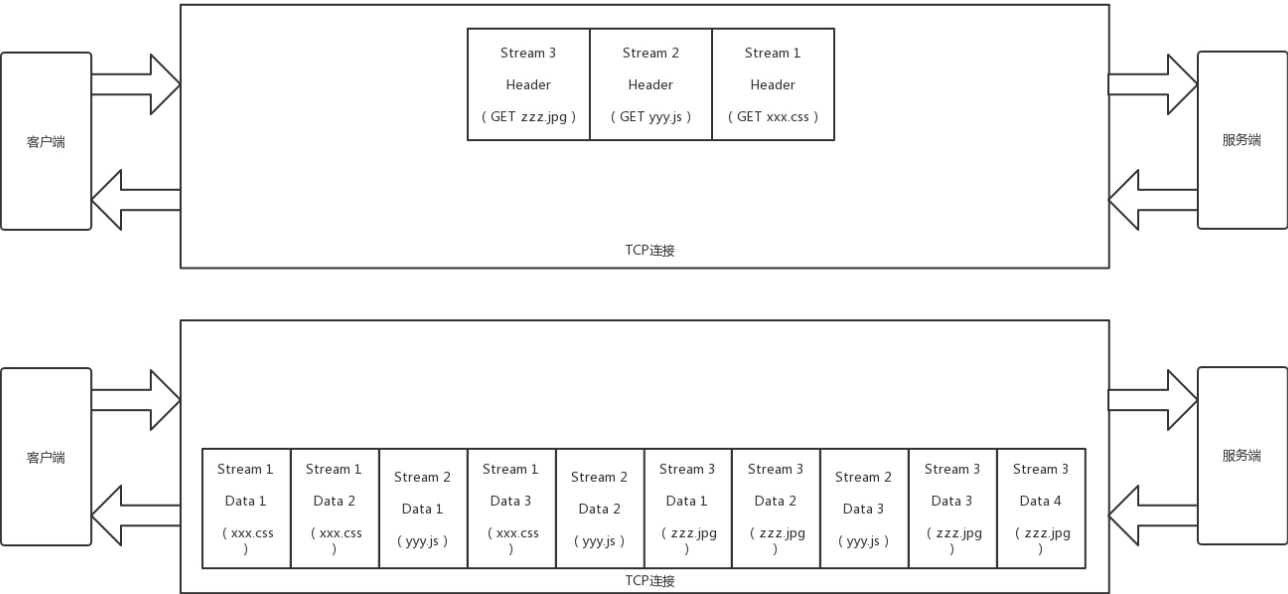 Stream 3
Header
( GET zzz.jpg )
Stream 2
Header
( GET yyy.js )
Stream 1
Header
( GET xxx.css )
客户端
服务端
TCP连接
客户端
Stream 1
Data 1
( xxx.css
)
Stream 1
Data 2
( xxx.css
)
Stream 2
Data 1
( yyy.js )
Stream 1
Data 3
( xxx.css
)
Stream 2
Data 2
( yyy.js )
Stream 3
Data 1
( zzz.jpg
)
Stream 3
Data 2
( zzz.jpg
)
Stream 2
Data 3
( yyy.js )
Stream 3
Data 3
( zzz.jpg
)
Stream 3
Data 4
( zzz.jpg
)
服务端
TCP连接